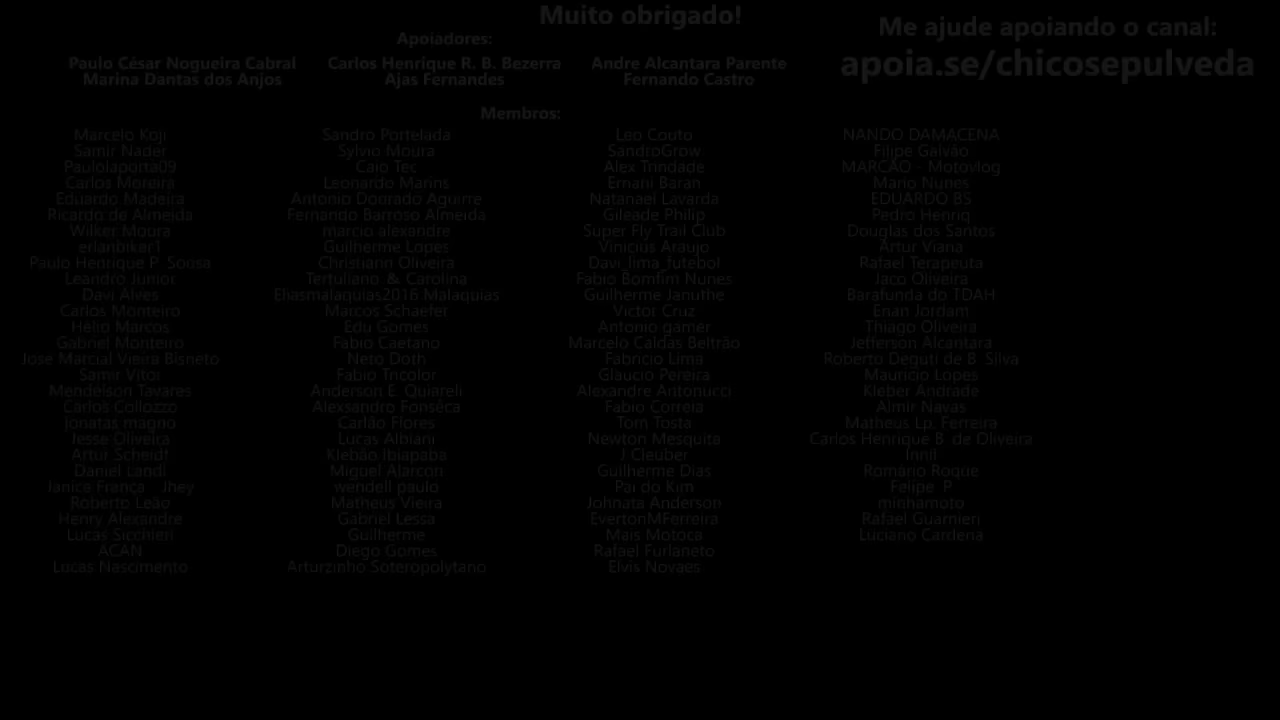 Muito obrigado!
Me ajude apoiando o canal:
apoia.se/chicosepulveda
Apoiadores:
Paulo César Nogueira Cabral
Marina Dantas dos Anjos
Carlos Henrique R. B. Bezerra
Ajas Fernandes
Andre Alcantara Parente
Fernando Castro
Membros:
Marcelo Koji
Samir Nader
Paulolaporta09
Carlos Moreira
Eduardo Madeira
Ricardo de Almeida
Wilker Moura
erlanbikar1
Paulo Henrique P. Sousa
Leandro Junior
Davi Alves
Carlos Monteiro
Hélio Marcos
Gabriel Monteiro
Jose Marcial Vieira Bisneto
Samir Vitor
Mendelson Tavares
Carlos Collozzo
jonatas magno
Jesse Oliveira
Artur Scheidt
Daniel Landi
Janice França Jhey
Roberto Leão
Henry Alexandre
Lucas Sicchieri
ACAN
Lucas Nascimento
Sandro Portelada
Sylvio Moura
Caio Tec
Leonardo Marins
Antonio Dourado Aguirre
Fernando Barroso Almeida
marcio alexandre
Guilherme Lopes
Christiann Oliveira
Tertuliano & Carolina
Eliasmalaquias2016 Malaquias
Marcos Schaefer
Edu Gomes
Fabio Caetano
Neto Doth
Fabio Tricolor
Anderson E. Quiareli
Alexsandro Fonsêca
Carlão Flores
Lucas Albiani
Klebão Ibiapaba
Miguel Alarcon
wendell paulo
Matheus Vieira
Gabriel Lessa
Guilherme
Diego Gomes
Arturzinho Soteropolytano
Leo Couto
SandroGrow
Alex Trindade
Ernani Baran
Natanael Lavarda
Gileade Philip
Super Fly Trail Club
Vinicius Araujo
Davi_lima_futebol
Fabio Bomfim Nunes
Guilherme Januthe
Victor Cruz
Antonio gamer
Marcelo Caldas Beltrão
Fabricio Lima
Glaucio Pereira
Alexandre Antonucci
Fabio Correia
Tom Tosta
Newton Mesquita
J Cleuber
Guilherme Dias
Pai do Kim
Johnata Anderson
EvertonMFerreira
Mais Motoca
Rafael Furlaneto
Elvis Novaes
NANDO DAMACENA
Filipe Galvão
MARCÃO - Motovlog
Mario Nunes
EDUARDO BS
Pedro Henriq
Douglas dos Santos
Artur Viana
Rafael Terapeuta
Jaco Oliveira
Barafunda do TDAH
Erian Jordam
Thiago Oliveira
Jefferson Alcantara
Roberto Deguti de B. Silva
Mauricio Lopes
Kleber Andrade
Almir Navas
Matheus Lp. Ferreira
Carlos Henrique B. de Oliveira
Innil
Romario Roque
Felipe P.
minhamoto
Rafael Guarnieri
Luciano Cardena